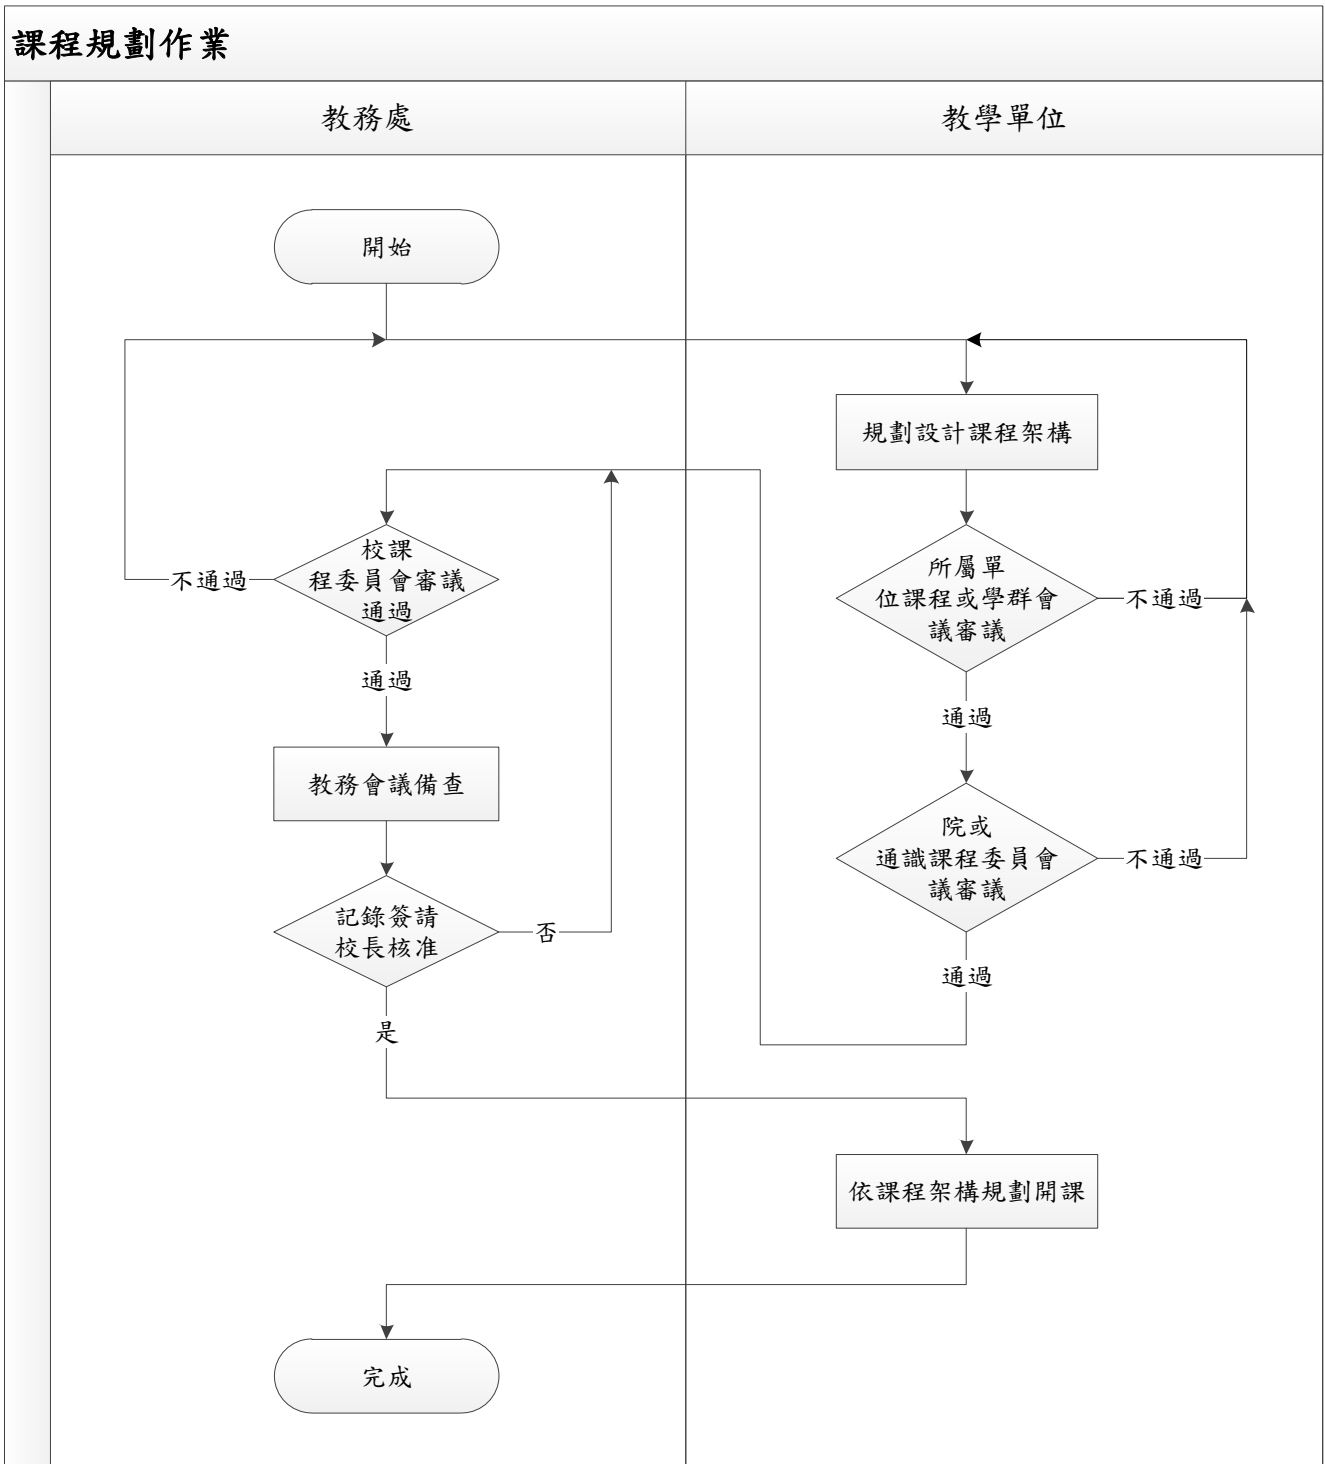 課程規劃作業
教務處
教學單位
開始
規劃設計課程架構
校課
程委員會審議
通過
不通過
所屬單
位課程或學群會
議審議
不通過
通過
通過
教務會議備查
院或
通識課程委員會
議審議
不通過
記錄簽請
校長核准
否
通過
是
依課程架構規劃開課
完成